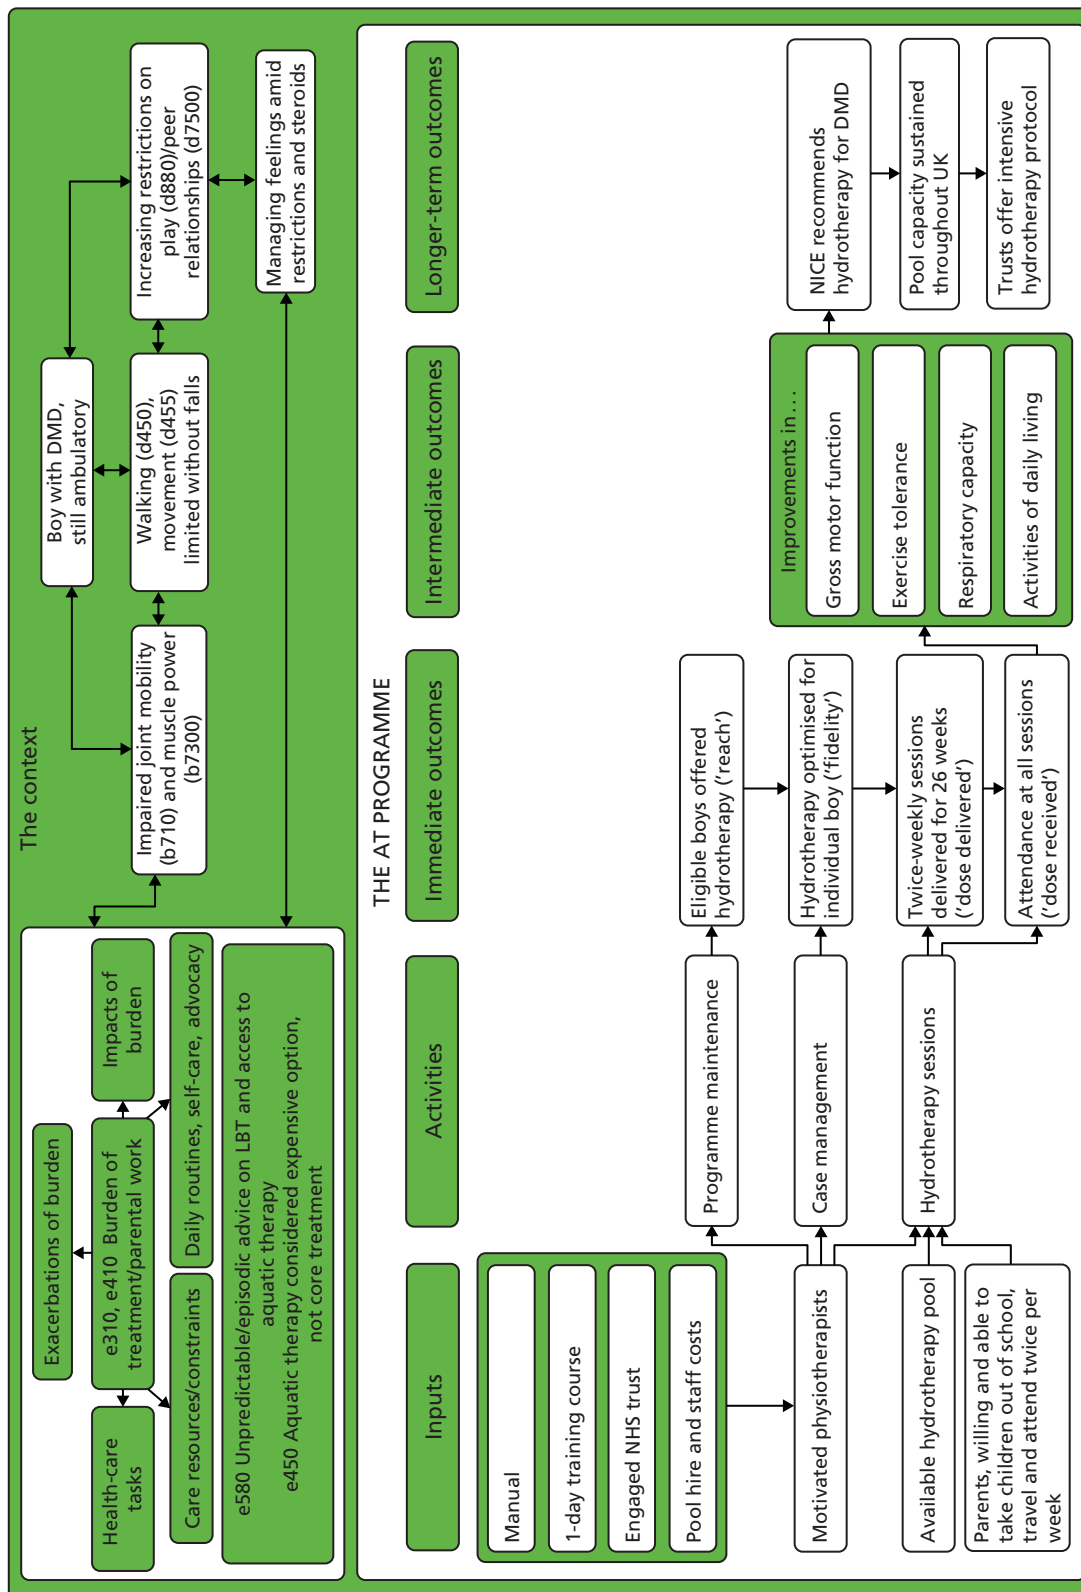 The context
Exacerbations of burden
Health-care
tasks
e310, e410 Burden of
treatment/parental work
Impacts of
burden
Care resources/constraints
Daily routines, self-care, advocacy
e580 Unpredictable/episodic advice on LBT and access to
aquatic therapy
e450 Aquatic therapy considered expensive option,
not core treatment
Boy with DMD,
still ambulatory
Impaired joint mobility
(b710) and muscle power
(b7300)
Walking (d450),
movement (d455)
limited without falls
Increasing restrictions on
play (d880)/peer
relationships (d7500)
Managing feelings amid
restrictions and steroids
THE AT PROGRAMME
Inputs
Activities
Immediate outcomes
Intermediate outcomes
Longer-term outcomes
Manual
1-day training course
Engaged NHS trust
Pool hire and staff costs
Motivated physiotherapists
Available hydrotherapy pool
Parents, willing and able to
take children out of school,
travel and attend twice per
week
Programme maintenance
Case management
Hydrotherapy sessions
Eligible boys offered
hydrotherapy (‘reach’)
Hydrotherapy optimised for
individual boy (‘fidelity’)
Twice-weekly sessions
delivered for 26 weeks
(‘dose delivered’)
Attendance at all sessions
(‘dose received’)
Improvements in…
Gross motor function
Exercise tolerance
Respiratory capacity
Activities of daily living
NICE recommends
hydrotherapy for DMD
Pool capacity sustained
throughout UK
Trusts offer intensive
hydrotherapy protocol